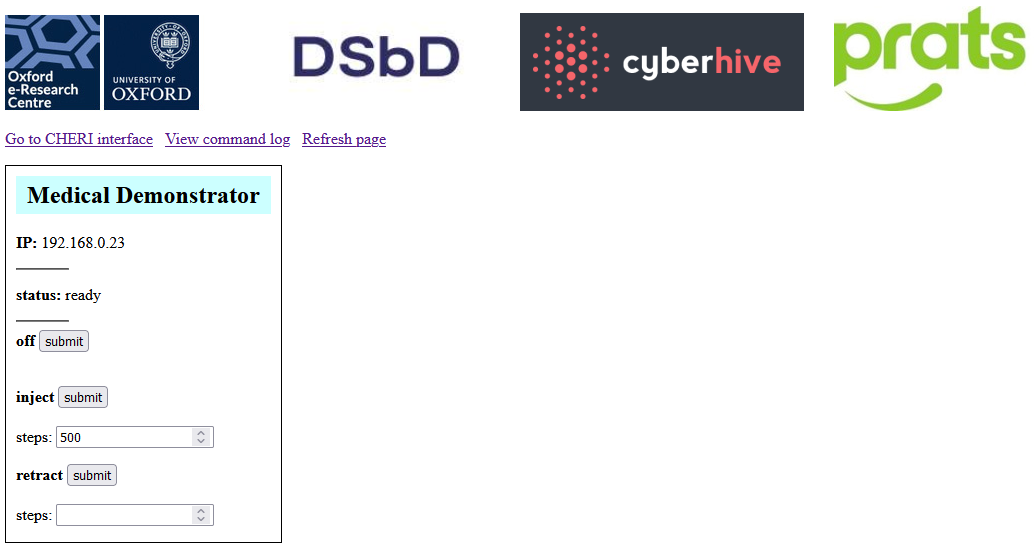 Oxford
e-Research
Centre
UNIVERSITY OF
OXFORD
DSbD
cyberhive
prats
Go to CHERI interface View command log Refresh page
Medical Demonstrator
IP: 192.168.0.23
status: ready
off submit
inject submit
steps: 500
retract submit
steps: